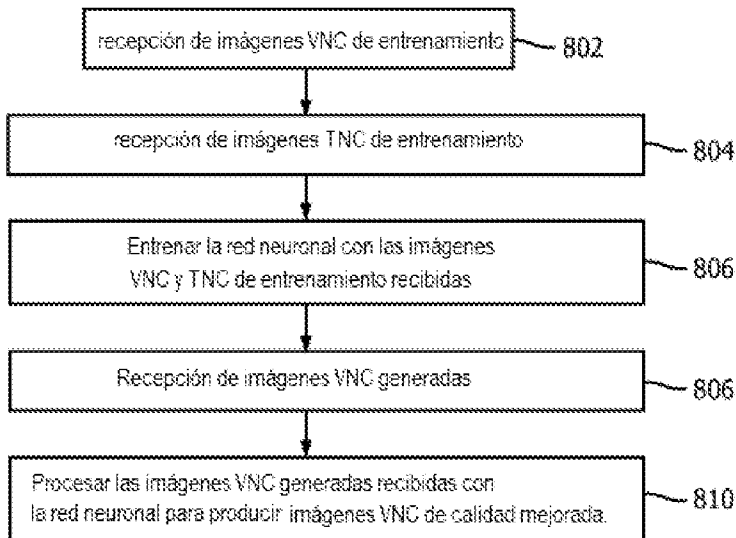 recepción de imágenes VNC de entrenamiento
802
recepción de imágenes TNC de entrenamiento
804
Entrenar la red neuronal con las imágenes
VNC y TNC de entrenamiento recibidas
806
Recepción de imágenes VNC generadas
806
Procesar las imágenes VNC generadas recibidas con
la red neuronal para producir imágenes VNC de calidad mejorada.
810